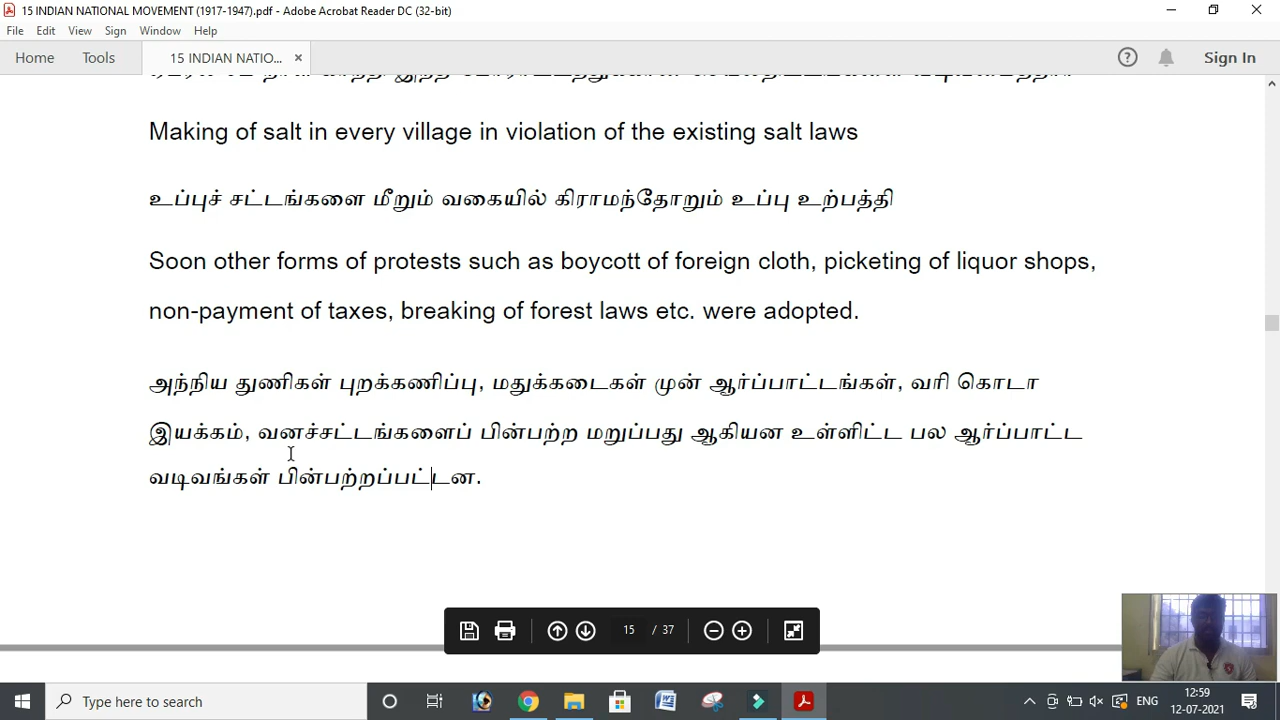 15 INDIAN NATIONAL MOVEMENT (1917-1947).pdf - Adobe Acrobat Reader DC (32-bit)
File Edit View Sign Window Help
Home Tools 15 INDIAN NATIO... Sign In
Making of salt in every village in violation of the existing salt laws
உப்புச் சட்டங்களை மீறும் வகையில் கிராமந்தோறும் உப்பு உற்பத்தி
Soon other forms of protests such as boycott of foreign cloth, picketing of liquor shops,
non-payment of taxes, breaking of forest laws etc. were adopted.
அந்நிய துணிகள் புறக்கணிப்பு, மதுக்கடைகள் முன் ஆர்ப்பாட்டங்கள், வரி கொடா
இயக்கம், வனச்சட்டங்களைப் பின்பற்ற மறுப்பது ஆகியன உள்ளிட்ட பல ஆர்ப்பாட்ட
வடிவங்கள் பின்பற்றப்பட்டன.
15 / 37
Type here to search
ENG
12:59
12-07-2021